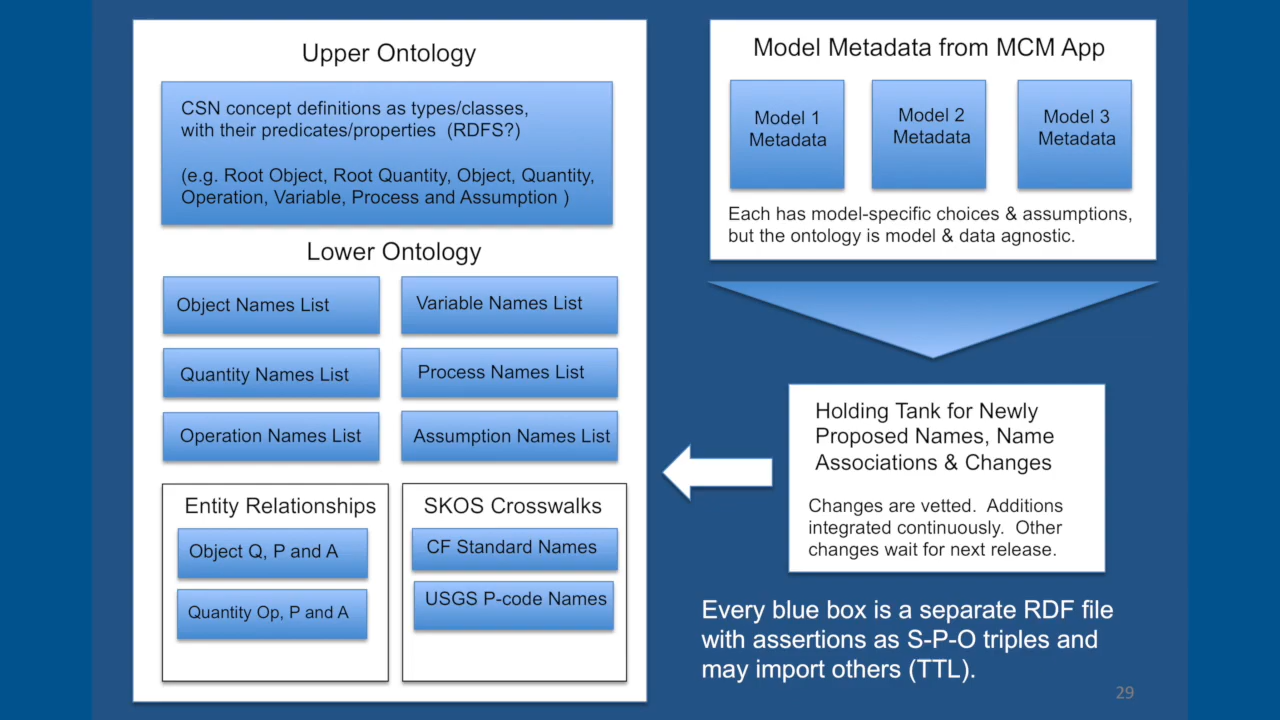 Upper Ontology
CSN concept definitions as types/classes,
with their predicates/properties (RDFS?)
(e.g. Root Object, Root Quantity, Object, Quantity,
Operation, Variable, Process and Assumption )
Lower Ontology
Object Names List
Variable Names List
Quantity Names List
Process Names List
Operation Names List
Assumption Names List
Entity Relationships
Object Q, P and A
Quantity Op, P and A
SKOS Crosswalks
CF Standard Names
USGS P-code Names
Model Metadata from MCM App
Model 1
Metadata
Model 2
Metadata
Model 3
Metadata
Each has model-specific choices & assumptions,
but the ontology is model & data agnostic.
Holding Tank for Newly
Proposed Names, Name
Associations & Changes
Changes are vetted. Additions
integrated continuously. Other
changes wait for next release.
Every blue box is a separate RDF file
with assertions as S-P-O triples and
may import others (TTL).
29